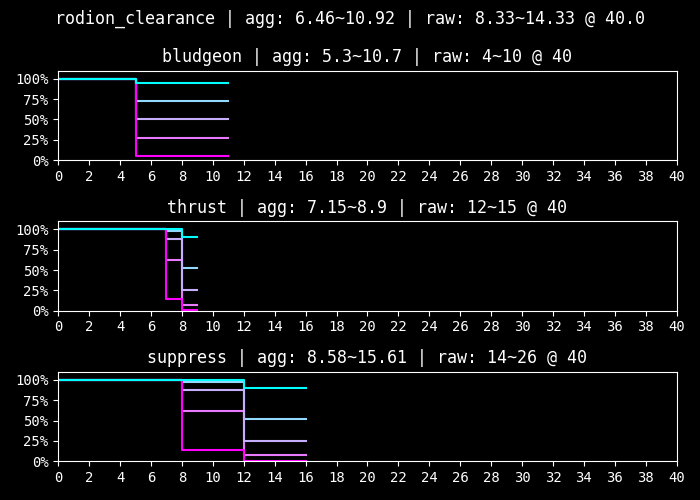 rodion_clearance | agg: 6.46~10.92 | raw: 8.33~14.33 @ 40.0
bludgeon | agg: 5.3~10.7 | raw: 4~10 @ 40
100%
75%
50%
25%
0%
0 2 4 6 8 10 12 14 16 18 20 22 24 26 28 30 32 34 36 38 40
thrust | agg: 7.15~8.9 | raw: 12~15 @ 40
100%
75%
50%
25%
0%
0 2 4 6 8 10 12 14 16 18 20 22 24 26 28 30 32 34 36 38 40
suppress | agg: 8.58~15.61 | raw: 14~26 @ 40
100%
75%
50%
25%
0%
0 2 4 6 8 10 12 14 16 18 20 22 24 26 28 30 32 34 36 38 40